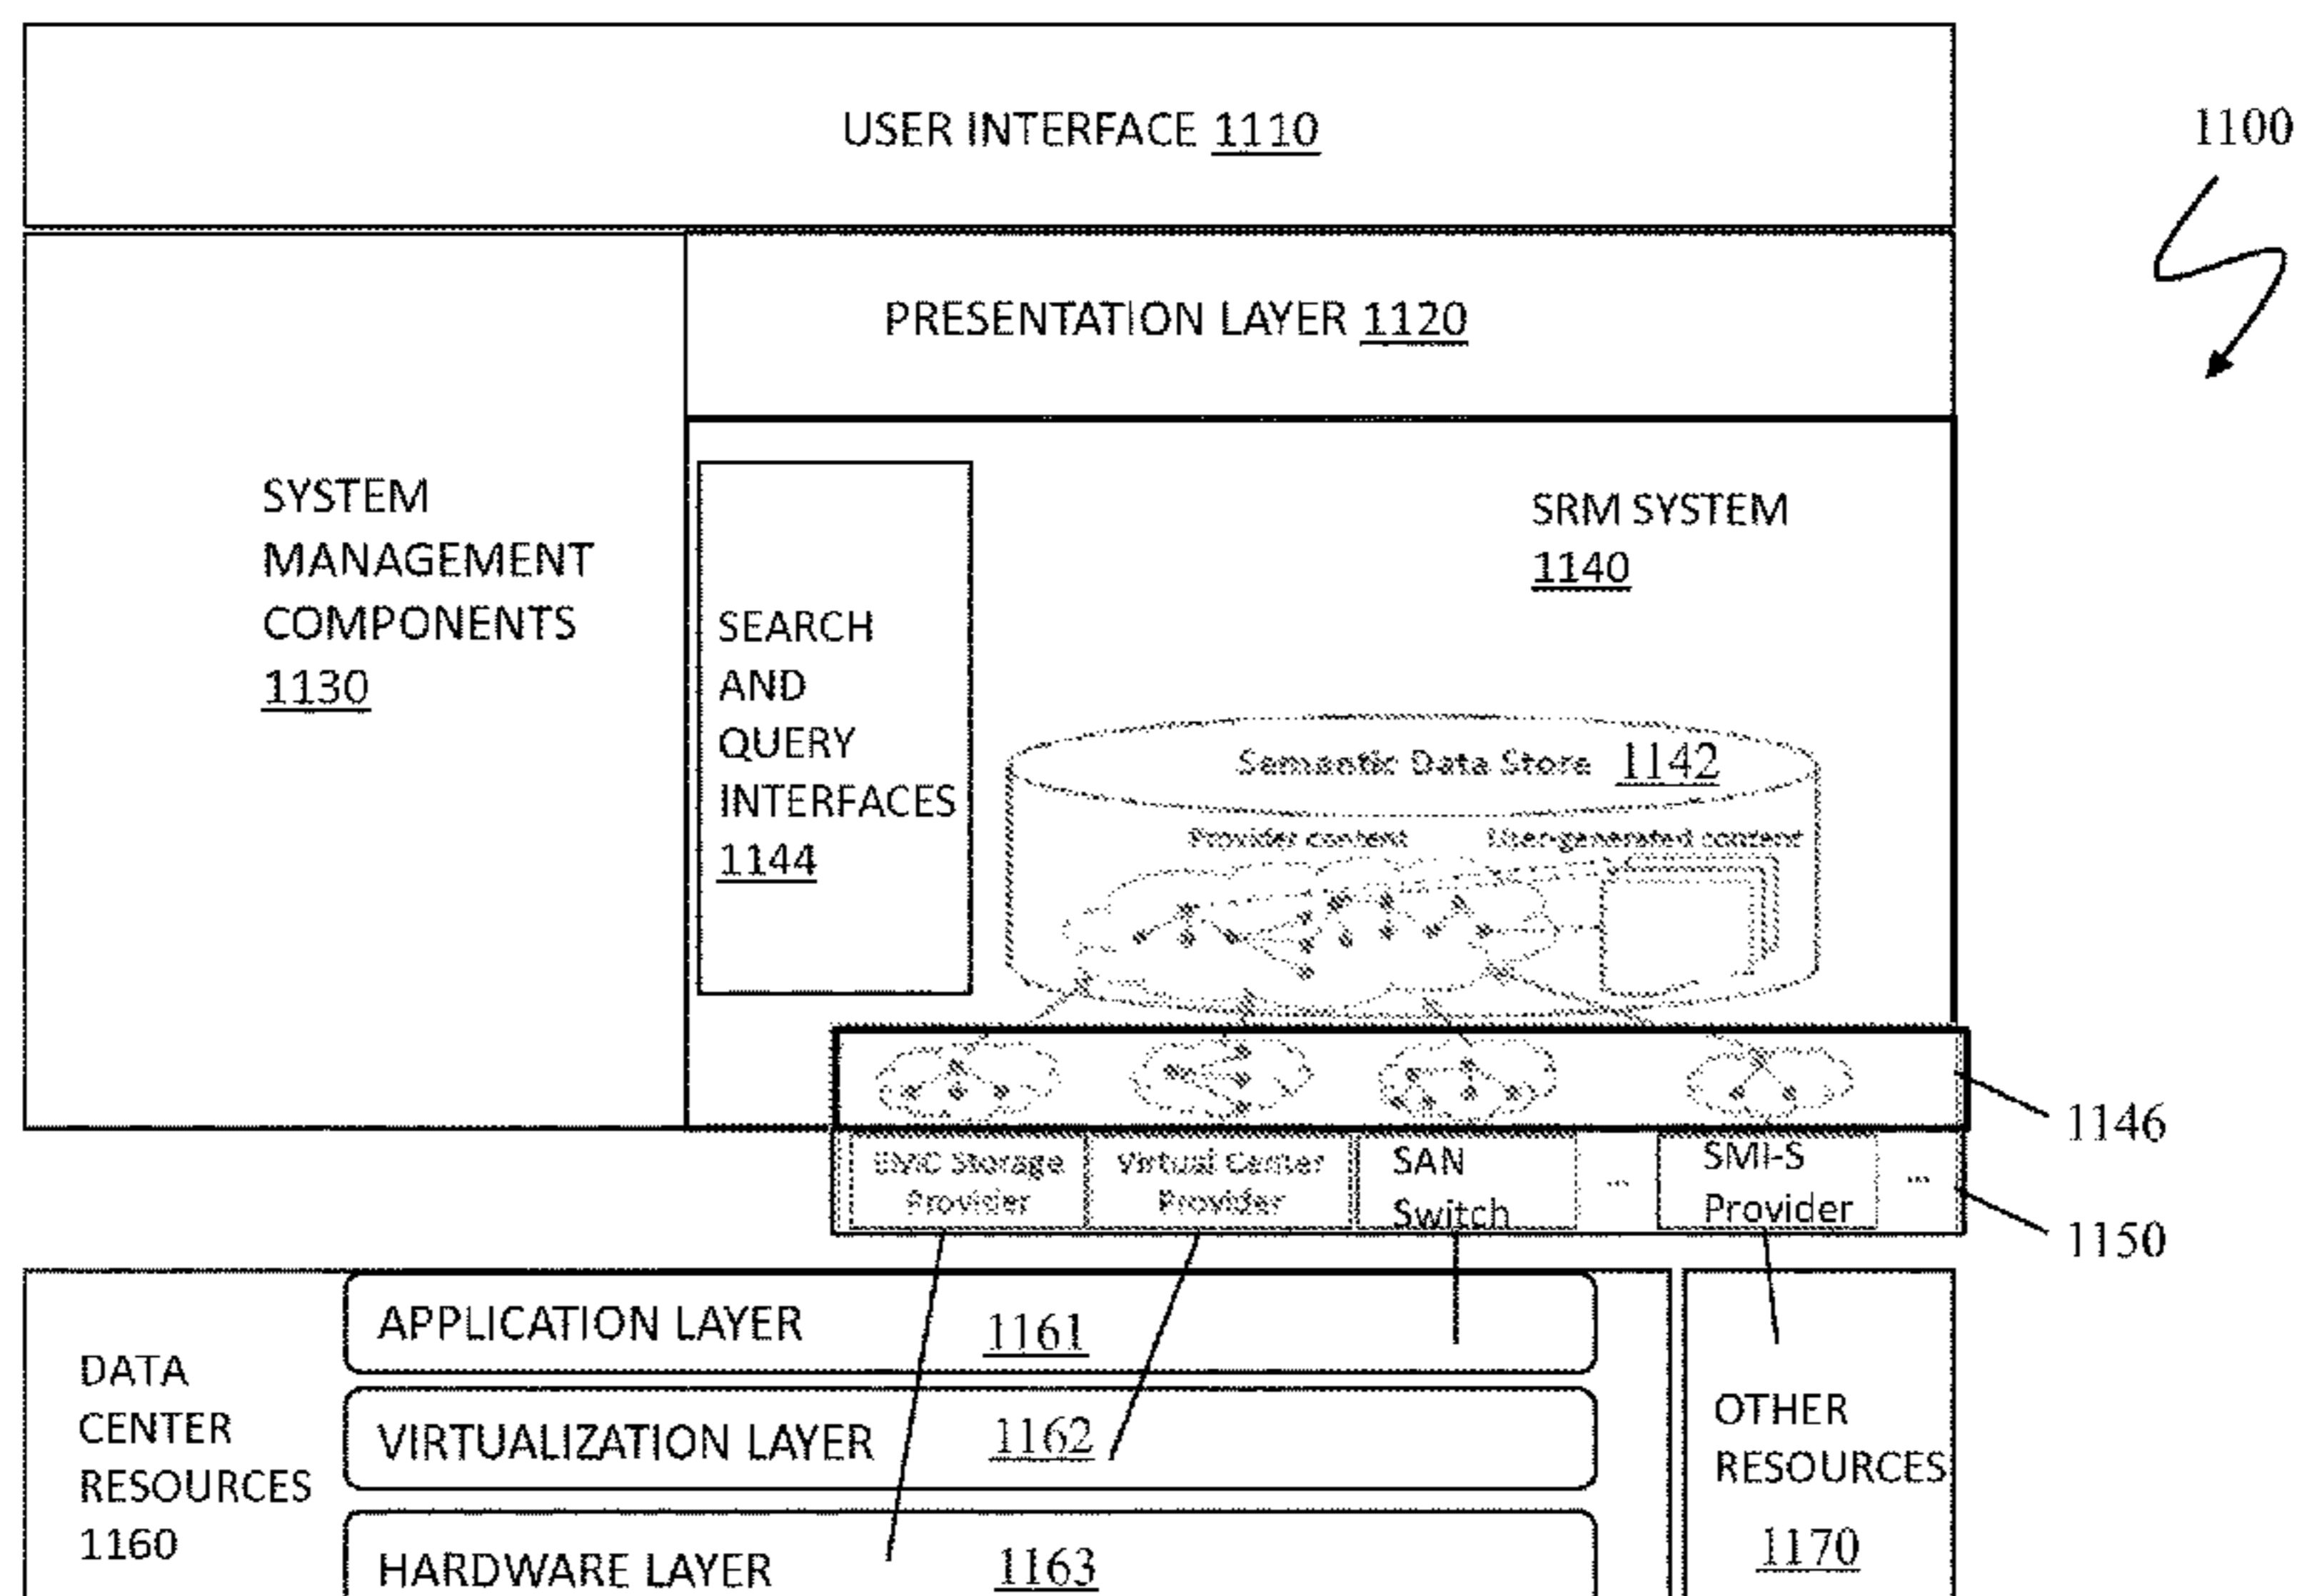 USER INTERFACE 1110
1100
PRESENTATION LAYER 1120
SYSTEM
MANAGEMENT
COMPONENTS
1130
SRM SYSTEM
1140
SEARCH
AND
QUERY
INTERFACES
1144
Semantic Data Store 1142
Provider content
User-generated content
1146
EMC Storage
Provider
Virtual Center
Provider
SAN
Switch
...
SMI-S
Provider
...
1150
DATA
CENTER
RESOURCES
1160
APPLICATION LAYER 1161
VIRTUALIZATION LAYER 1162
HARDWARE LAYER 1163
OTHER
RESOURCES
1170